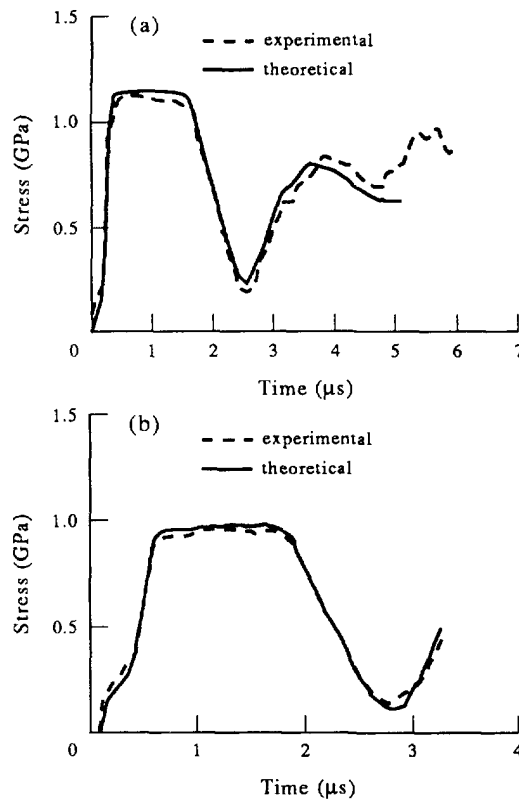 (a)
experimental
theoretical
1.5
1.0
0.5
0
Stress (GPa)
1 2 3 4 5 6 7
Time (μs)
(b)
experimental
theoretical
1.5
1.0
0.5
0
Stress (GPa)
1 2 3 4
Time (μs)